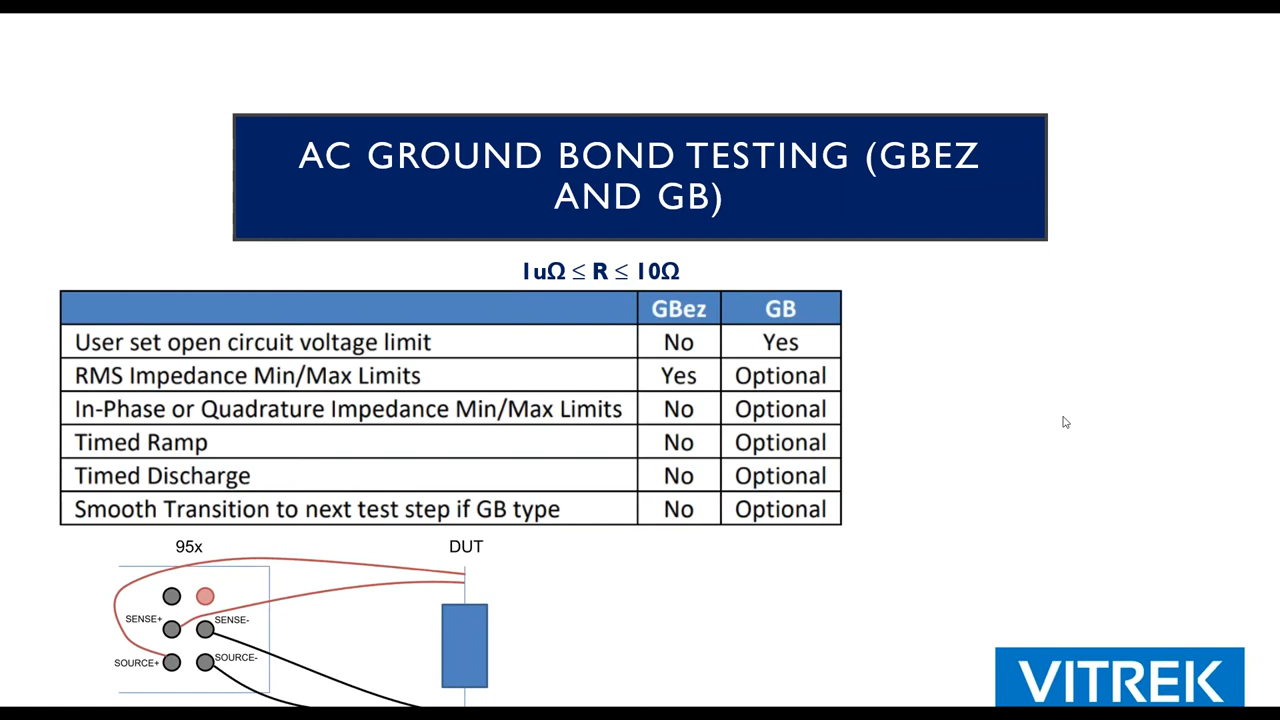 AC GROUND BOND TESTING (GBEZ
AND GB)
1uΩ ≤ R ≤ 10Ω
GBez GB
User set open circuit voltage limit No Yes
RMS Impedance Min/Max Limits Yes Optional
In-Phase or Quadrature Impedance Min/Max Limits No Optional
Timed Ramp No Optional
Timed Discharge No Optional
Smooth Transition to next test step if GB type No Optional
95x DUT
SENSE+ SENSE-
SOURCE+ SOURCE-
VITREK